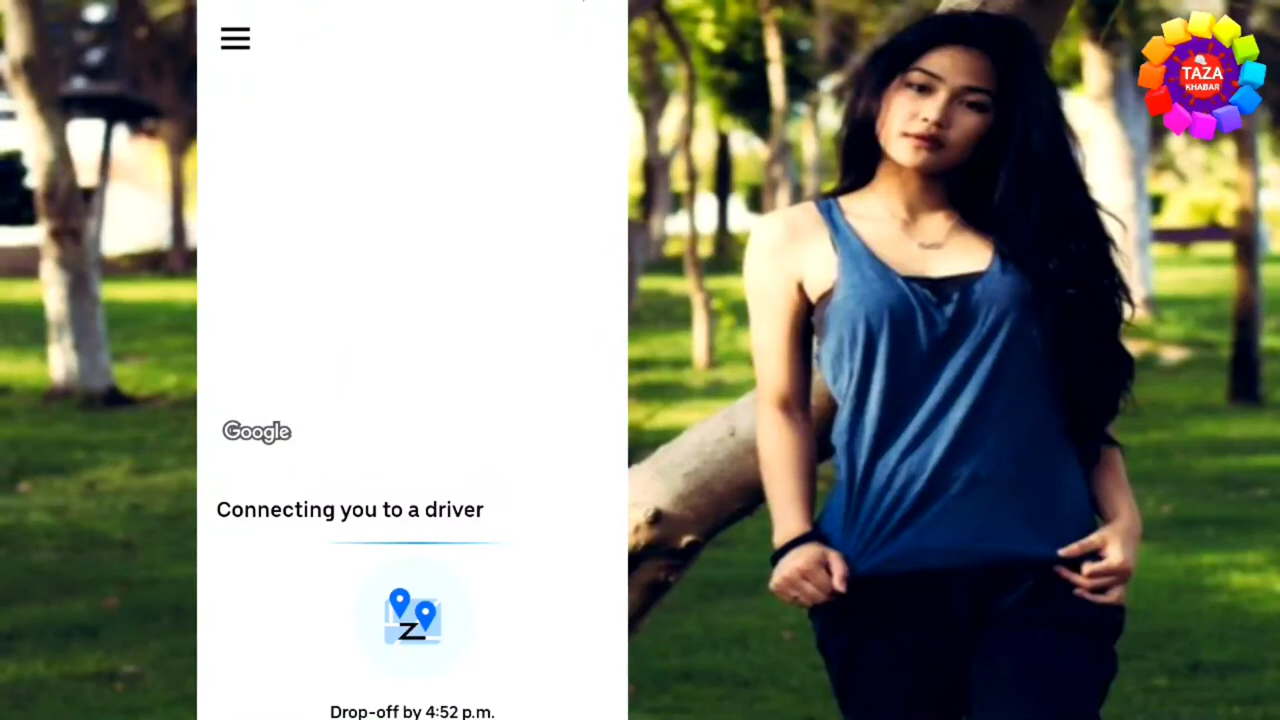 TAZA
KHABAR
Google
Connecting you to a driver
Drop-off by 4:52 p.m.